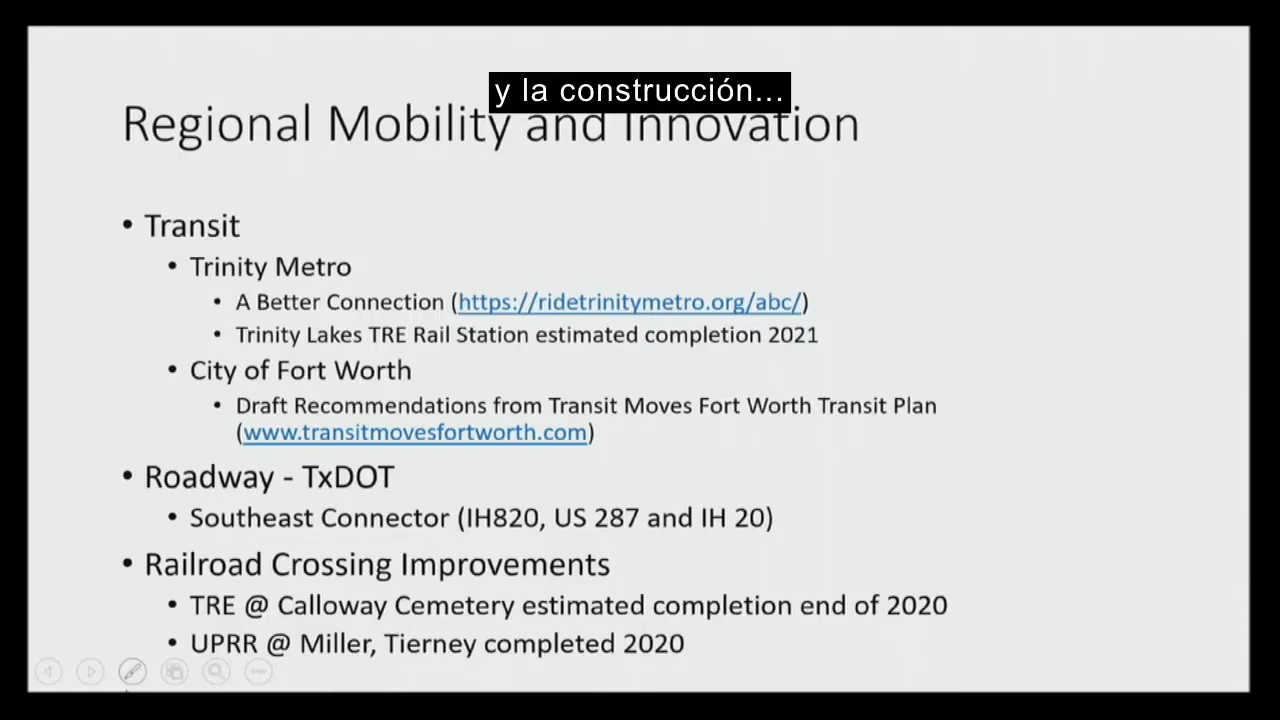 y la construcción...
Regional Mobility and Innovation
• Transit
• Trinity Metro
• A Better Connection (https://ridetrinitymetro.org/abc/)
• Trinity Lakes TRE Rail Station estimated completion 2021
• City of Fort Worth
• Draft Recommendations from Transit Moves Fort Worth Transit Plan
(www.transitmovesfortworth.com)
• Roadway - TxDOT
• Southeast Connector (IH820, US 287 and IH 20)
• Railroad Crossing Improvements
• TRE @ Calloway Cemetery estimated completion end of 2020
• UPRR @ Miller, Tierney completed 2020